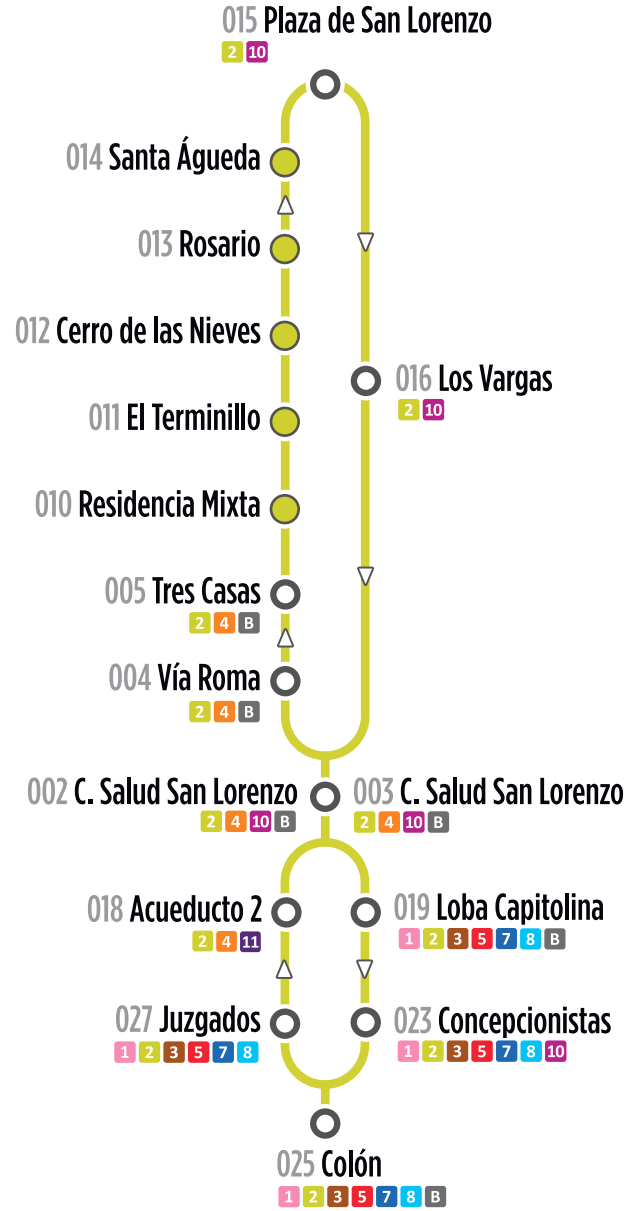 015 Plaza de San Lorenzo
2 10
014 Santa Águeda
013 Rosario
012 Cerro de las Nieves
016 Los Vargas
2 10
011 El Terminillo
010 Residencia Mixta
005 Tres Casas
2 4 B
004 Vía Roma
2 4 B
002 C. Salud San Lorenzo
2 4 10 B
003 C. Salud San Lorenzo
2 4 10 B
018 Acueducto 2
2 4 11
019 Loba Capitolina
1 2 3 5 7 8 B
027 Juzgados
1 2 3 5 7 8
023 Concepcionistas
1 2 3 5 7 8 10
025 Colón
1 2 3 5 7 8 B